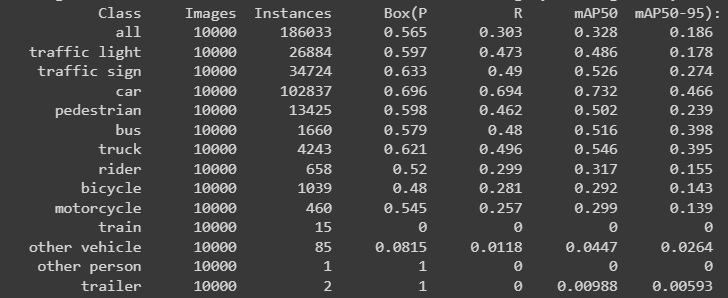 Class Images Instances Box(P R mAP50 mAP50-95):
all 10000 186033 0.565 0.303 0.328 0.186
traffic light 10000 26884 0.597 0.473 0.486 0.178
traffic sign 10000 34724 0.633 0.49 0.526 0.274
car 10000 102837 0.696 0.694 0.732 0.466
pedestrian 10000 13425 0.598 0.462 0.502 0.239
bus 10000 1660 0.579 0.48 0.516 0.398
truck 10000 4243 0.621 0.496 0.546 0.395
rider 10000 658 0.52 0.299 0.317 0.155
bicycle 10000 1039 0.48 0.281 0.292 0.143
motorcycle 10000 460 0.545 0.257 0.299 0.139
train 10000 15 0 0 0 0
other vehicle 10000 85 0.0815 0.0118 0.0447 0.0264
other person 10000 1 1 0 0 0
trailer 10000 2 1 0 0.00988 0.00593